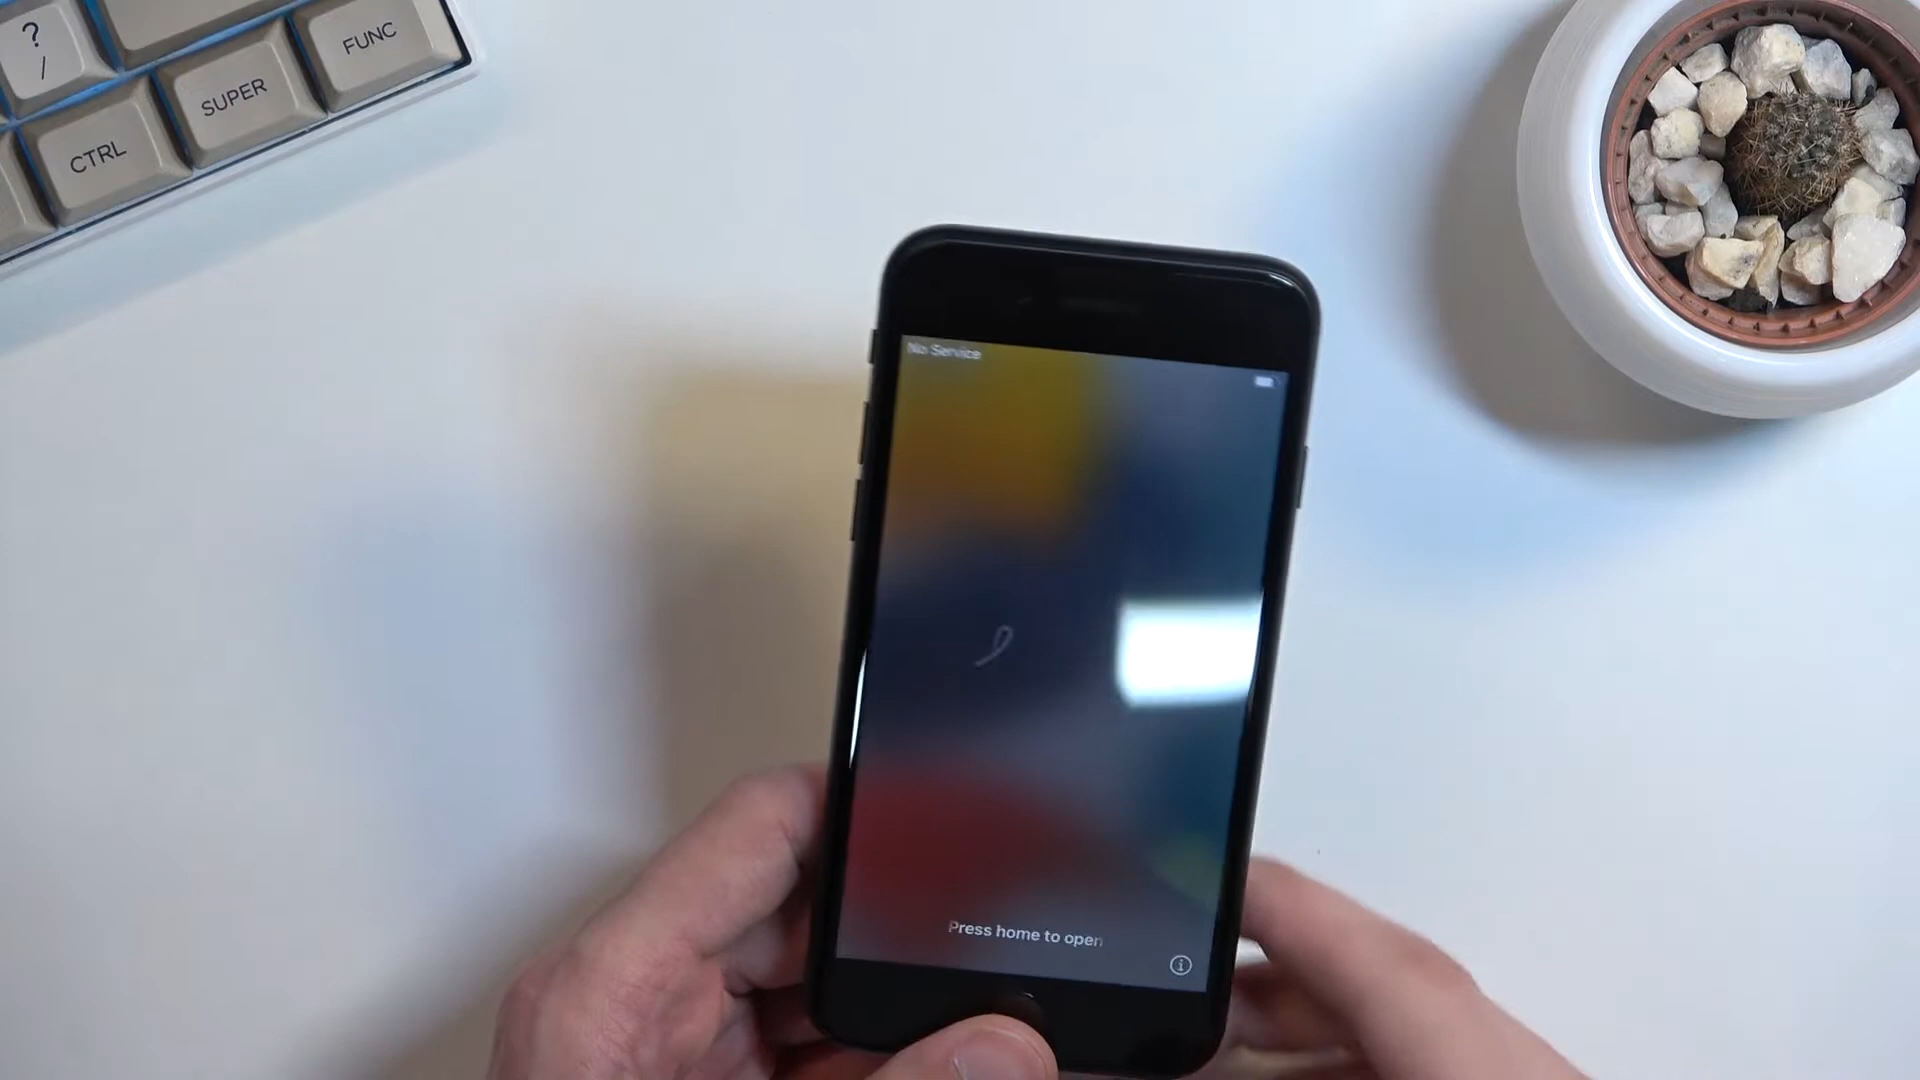 ?
/
FUNC
SUPER
CTRL
No Service
Press home to open